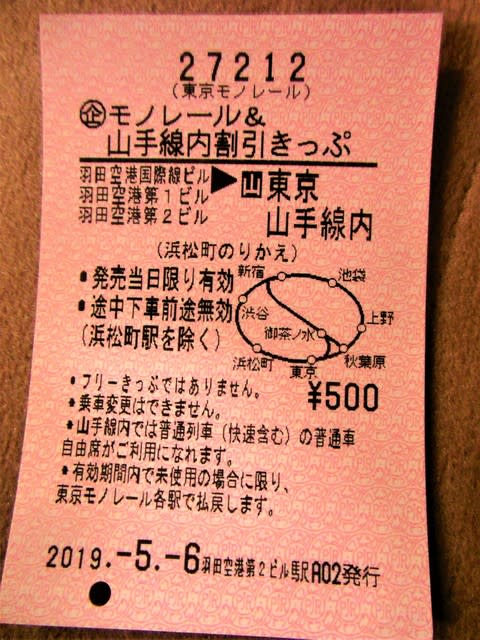 27212
(東京モノレール)
企 モノレール&
山手線内割引きっぷ
羽田空港国際線ビル
羽田空港第1ビル
羽田空港第2ビル
▶ 山 東京
山手線内
(浜松町のりかえ)
• 発売当日限り有効
• 途中下車前途無効
(浜松町駅を除く)
新宿
池袋
渋谷
上野
御茶ノ水
浜松町
東京
秋葉原
¥500
• フリーきっぷではありません。
• 乗車変更はできません。
• 山手線内では普通列車(快速含む)の普通車
自由席がご利用になれます。
• 有効期間内で未使用の場合に限り、
東京モノレール各駅で払戻します。
2019.-5.-6 羽田空港第2ビル駅A02発行